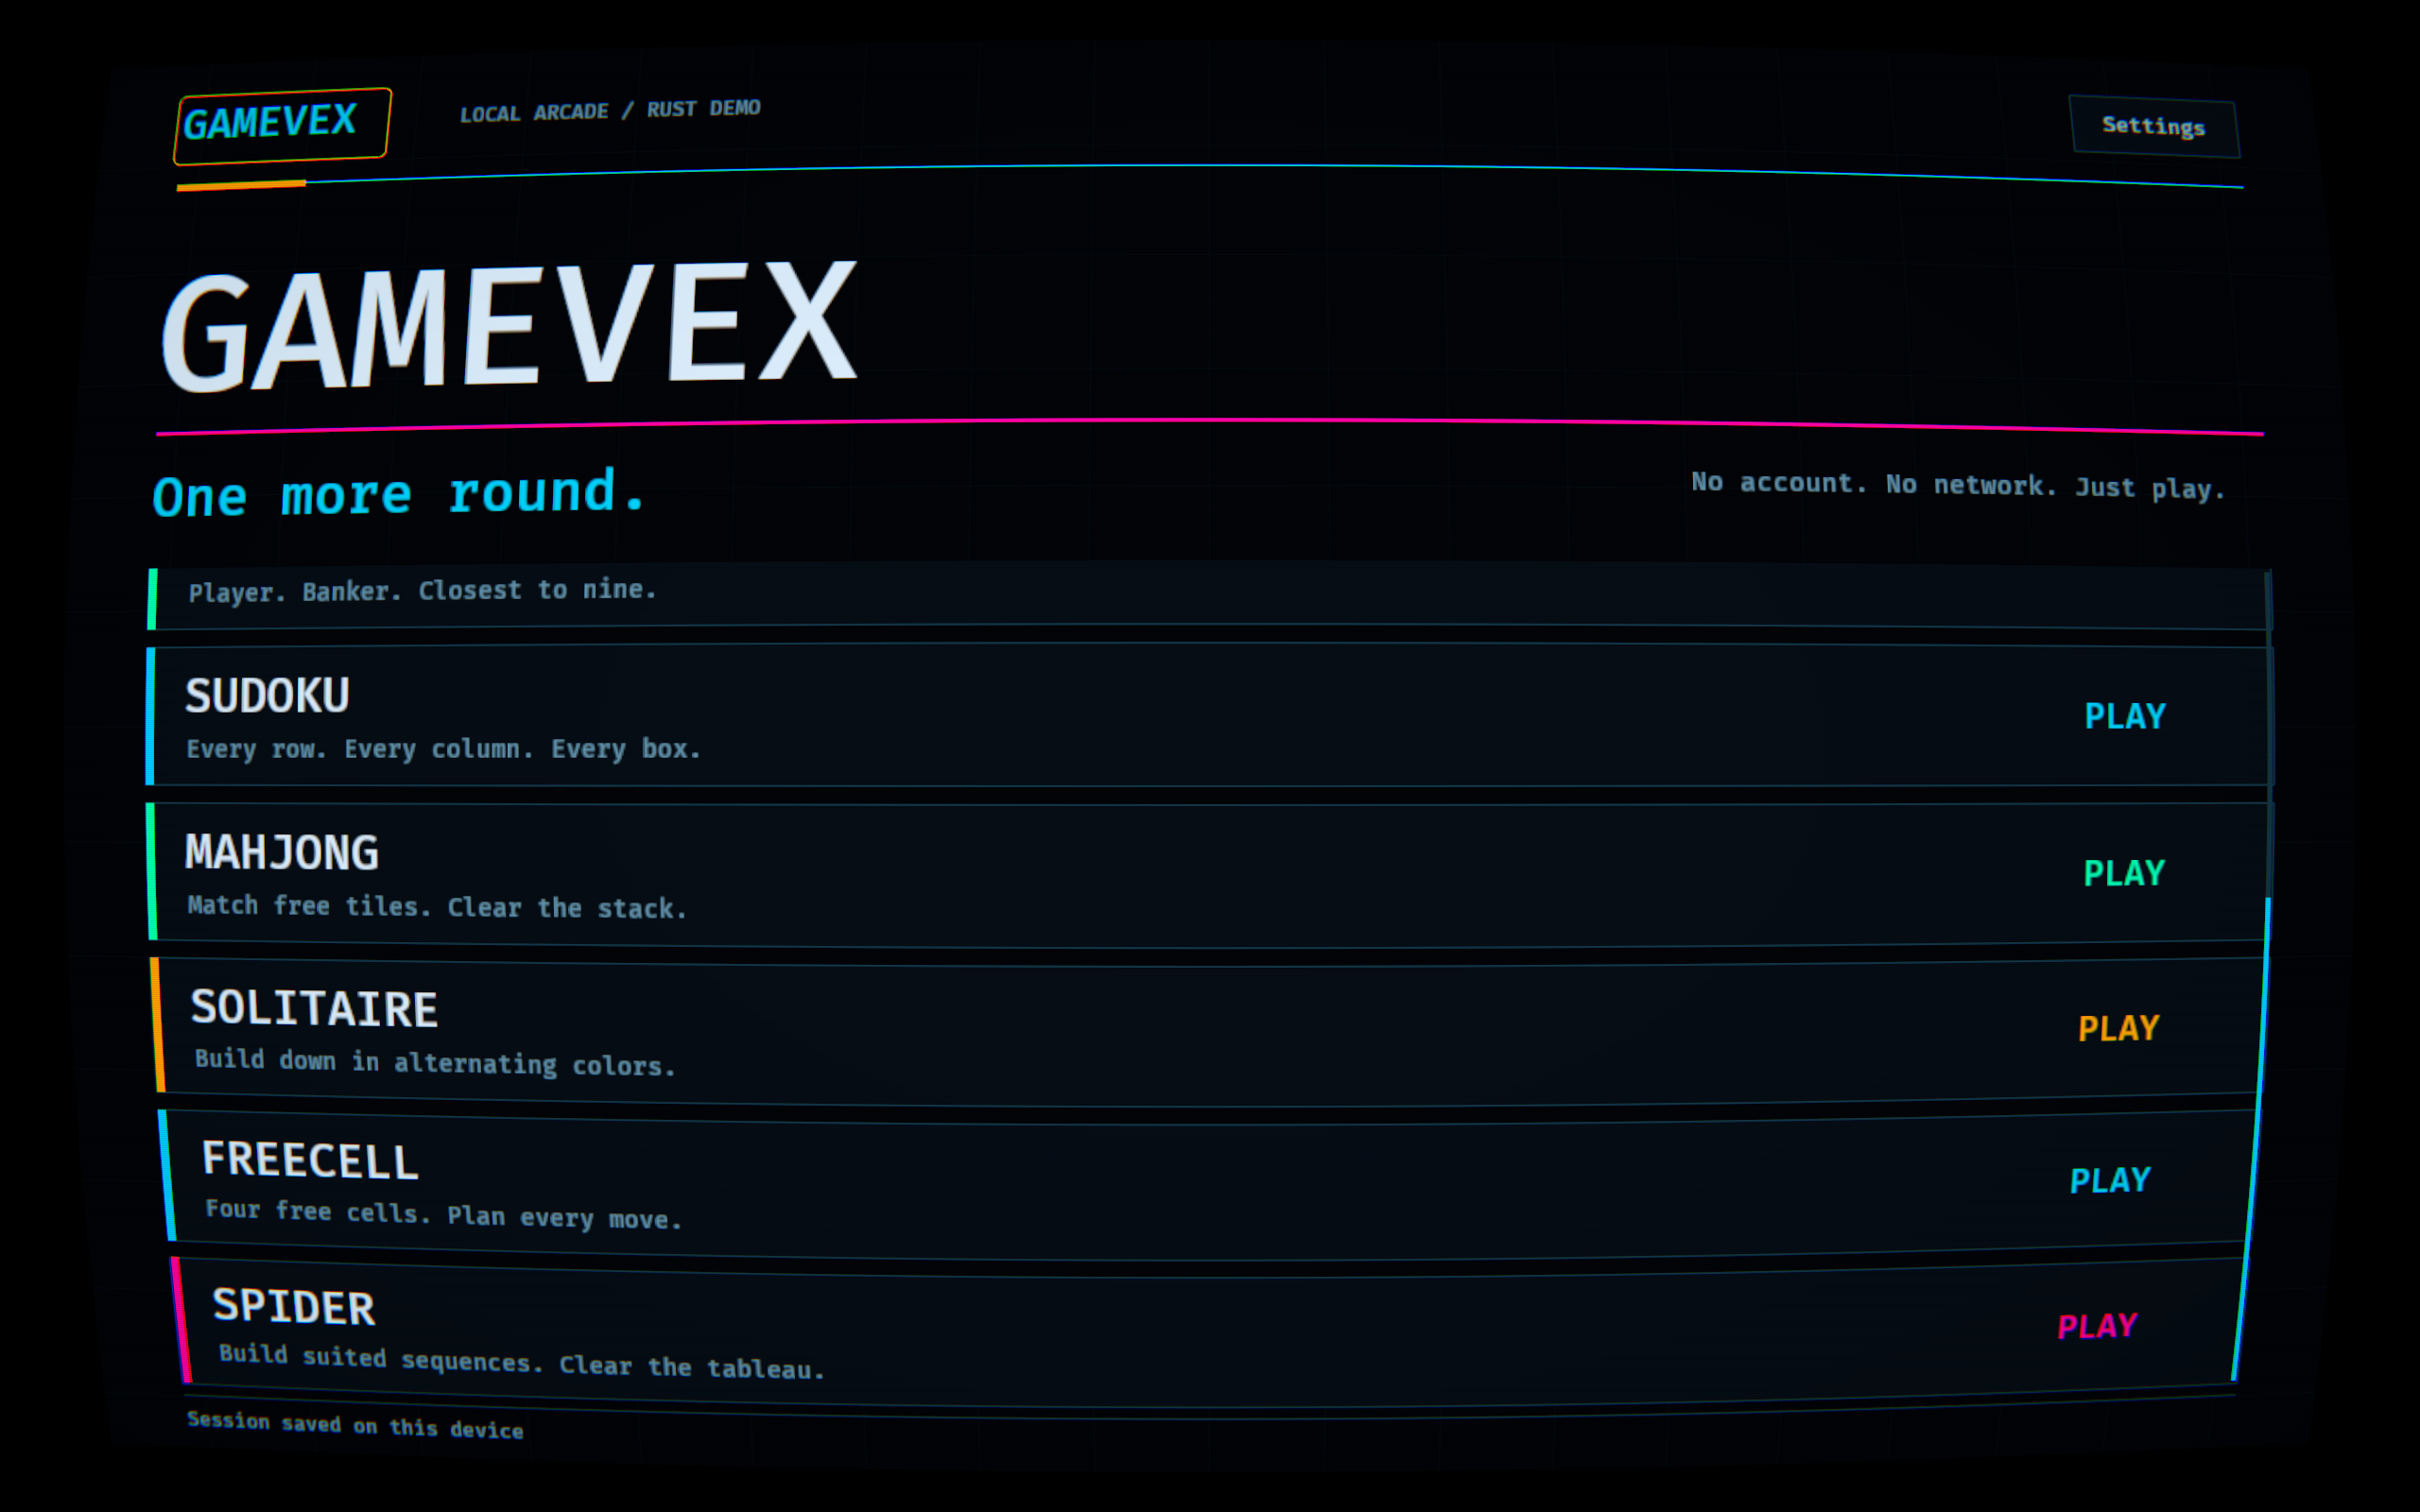 GAMEVEX
LOCAL ARCADE / RUST DEMO
Settings
GAMEVEX
One more round.
No account. No network. Just play.
Player. Banker. Closest to nine.
SUDOKU
Every row. Every column. Every box.
PLAY
MAHJONG
Match free tiles. Clear the stack.
PLAY
SOLITAIRE
Build down in alternating colors.
PLAY
FREECELL
Four free cells. Plan every move.
PLAY
SPIDER
Build suited sequences. Clear the tableau.
PLAY
Session saved on this device